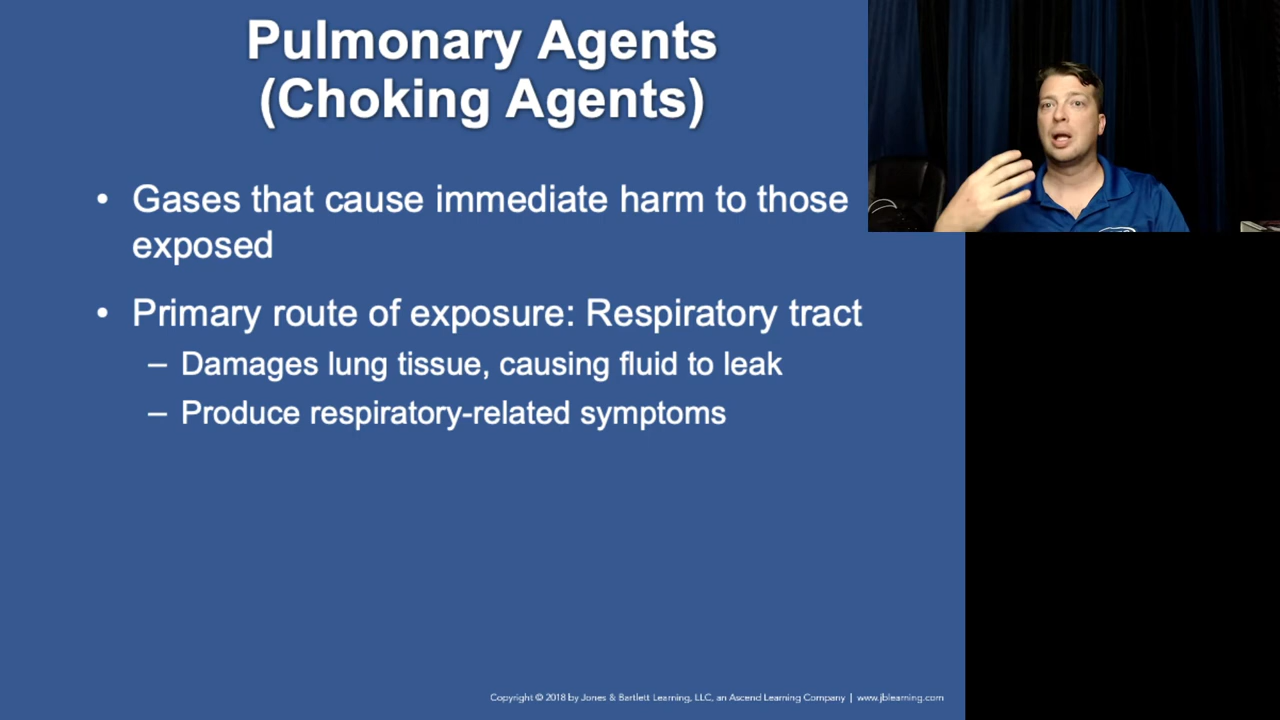 Pulmonary Agents
(Choking Agents)
• Gases that cause immediate harm to those
exposed
• Primary route of exposure: Respiratory tract
– Damages lung tissue, causing fluid to leak
– Produce respiratory-related symptoms
Copyright © 2018 by Jones & Bartlett Learning, LLC, an Ascend Learning Company | www.jblearning.com